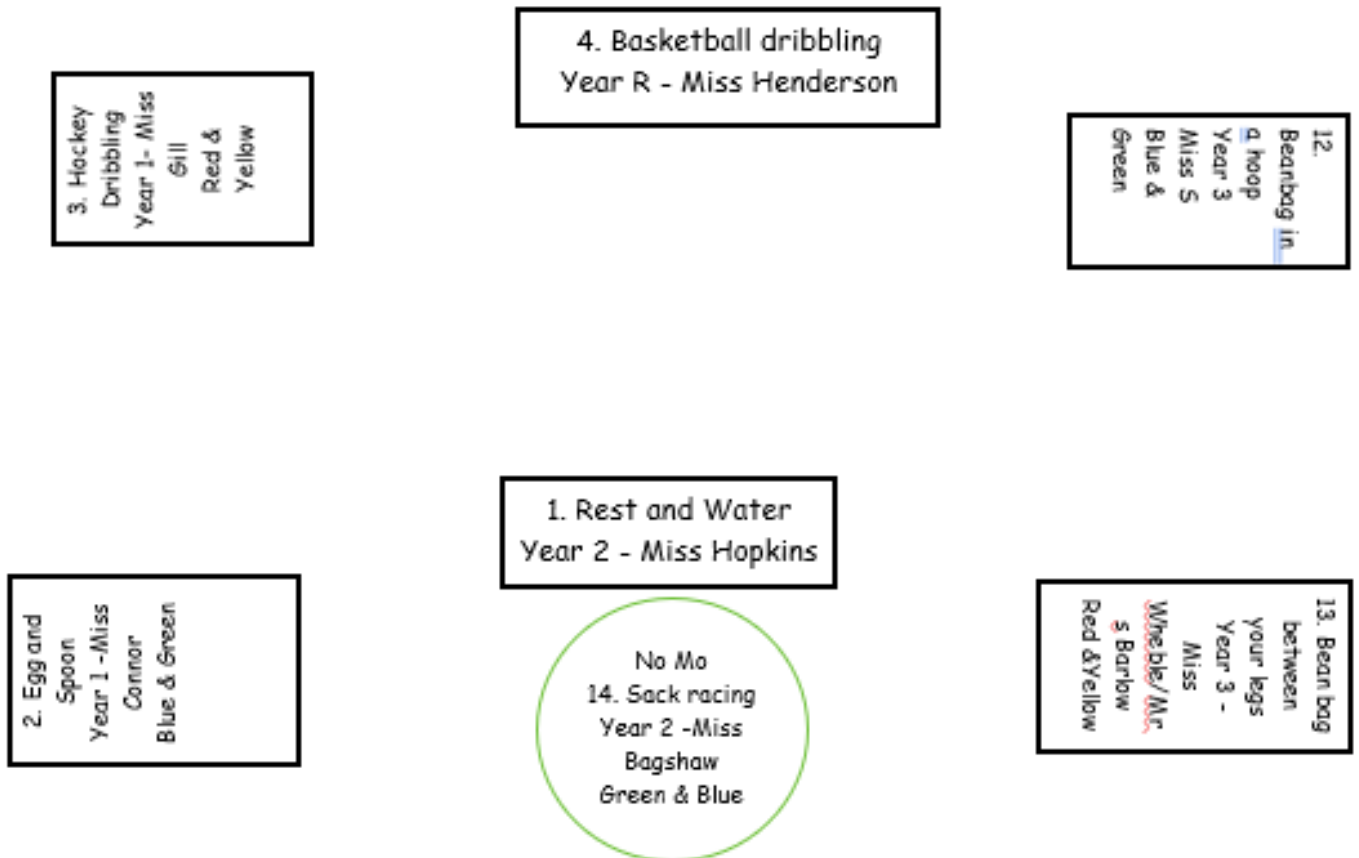 4. Basketball dribbling
Year R - Miss Henderson
3. Hockey
Dribbling
Year 1- Miss
Gill
Red &
Yellow
12.
Beanbag in
a hoop
Year 3
Miss S
Blue &
Green
1. Rest and Water
Year 2 - Miss Hopkins
2. Egg and
Spoon
Year 1 -Miss
Connor
Blue & Green
No Mo
14. Sack racing
Year 2 -Miss
Bagshaw
Green & Blue
13. Bean bag
between
your legs
Year 3 -
Miss
Wheble/Mr
s Barlow
Red &Yellow